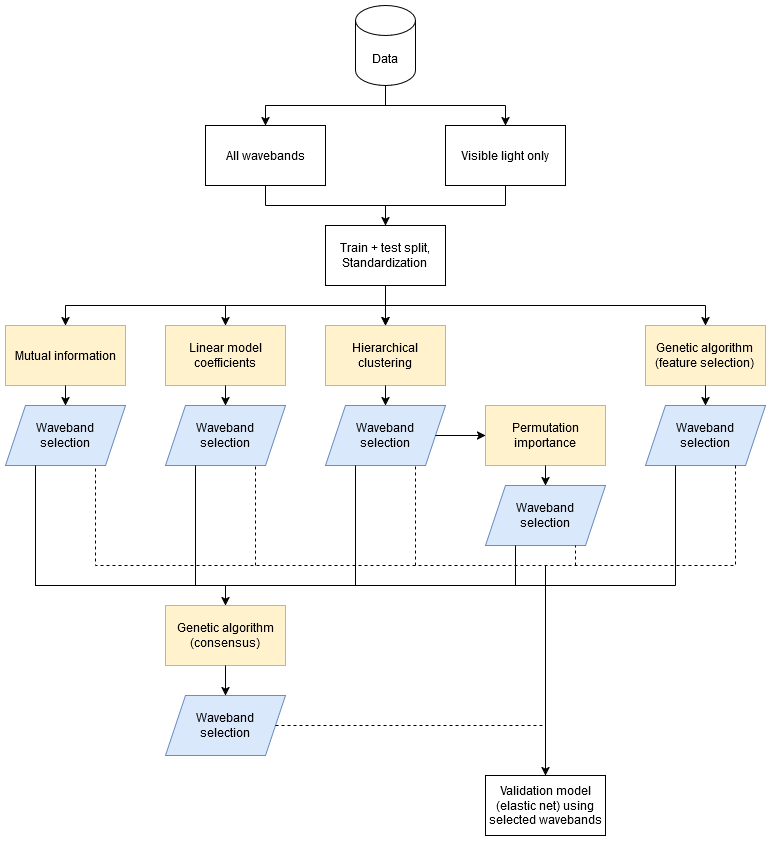 Data
All wavebands
Visible light only
Train + test split,
Standardization
Mutual information
Linear model
coefficients
Hierarchical
clustering
Genetic algorithm
(feature selection)
Waveband
selection
Waveband
selection
Waveband
selection
Permutation
importance
Waveband
selection
Waveband
selection
Genetic algorithm
(consensus)
Waveband
selection
Validation model
(elastic net) using
selected wavebands